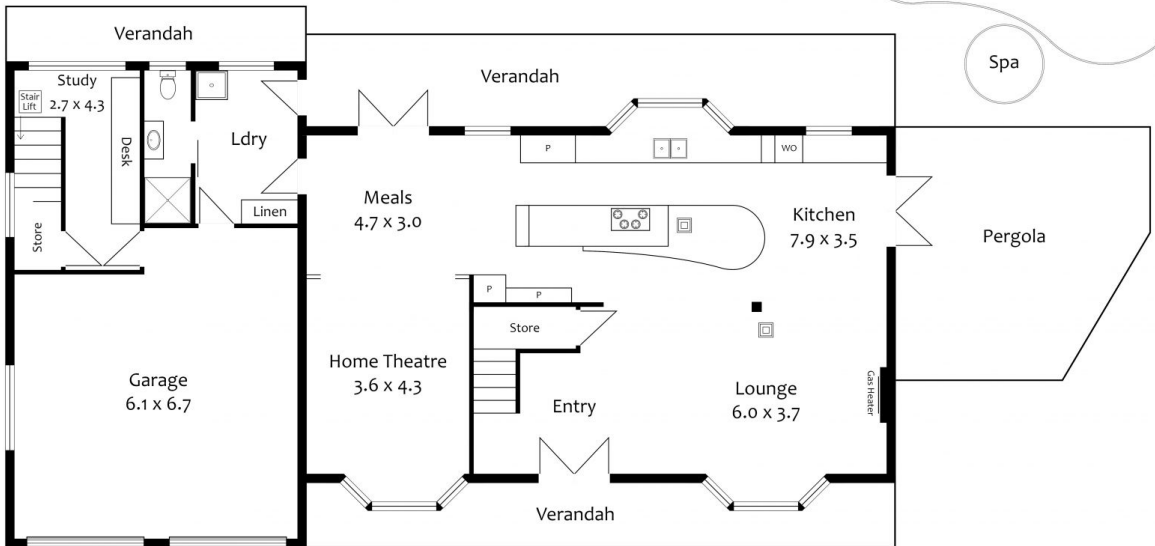 Verandah
Verandah
Spa
Study
2.7 x 4.3
Stair
Lift
Desk
Ldry
P
WO
Meals
4.7 x 3.0
Linen
Kitchen
7.9 x 3.5
Store
Pergola
P
P
Store
Home Theatre
3.6 x 4.3
Garage
6.1 x 6.7
Entry
Lounge
6.0 x 3.7
Gas Heater
Verandah